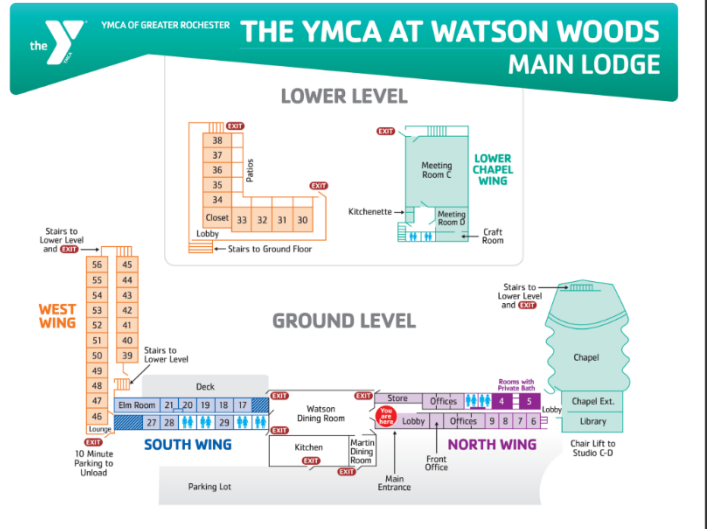 the
YMCA
YMCA OF GREATER ROCHESTER
THE YMCA AT WATSON WOODS
MAIN LODGE
LOWER LEVEL
EXIT
38
37
36
35
34
Closet 33 32 31 30
Patios
EXIT
Lobby
Stairs to Ground Floor
EXIT
Meeting
Room C
LOWER
CHAPEL
WING
Kitchenette
Meeting
Room D
Craft
Room
Stairs to
Lower Level
and EXIT
56 45
55 44
54 43
53 42
52 41
51 40
50 39
49
48
47
46
Lounge
WEST
WING
Stairs to
Lower Level
EXIT
10 Minute
Parking to
Unload
GROUND LEVEL
Deck
Elm Room 21 20 19 18 17
27 28 29
SOUTH WING
EXIT
EXIT
EXIT
Watson
Dining Room
Kitchen
EXIT
Martin
Dining
Room
EXIT
Parking Lot
Store
Offices
Rooms with
Private Bath
4 5
You
are
here
Lobby
Offices
9 8 7 6
Lobby
NORTH WING
Main
Entrance
Front
Office
Stairs to
Lower Level
and EXIT
Chapel
Chapel Ext.
Library
Chair Lift to
Studio C-D